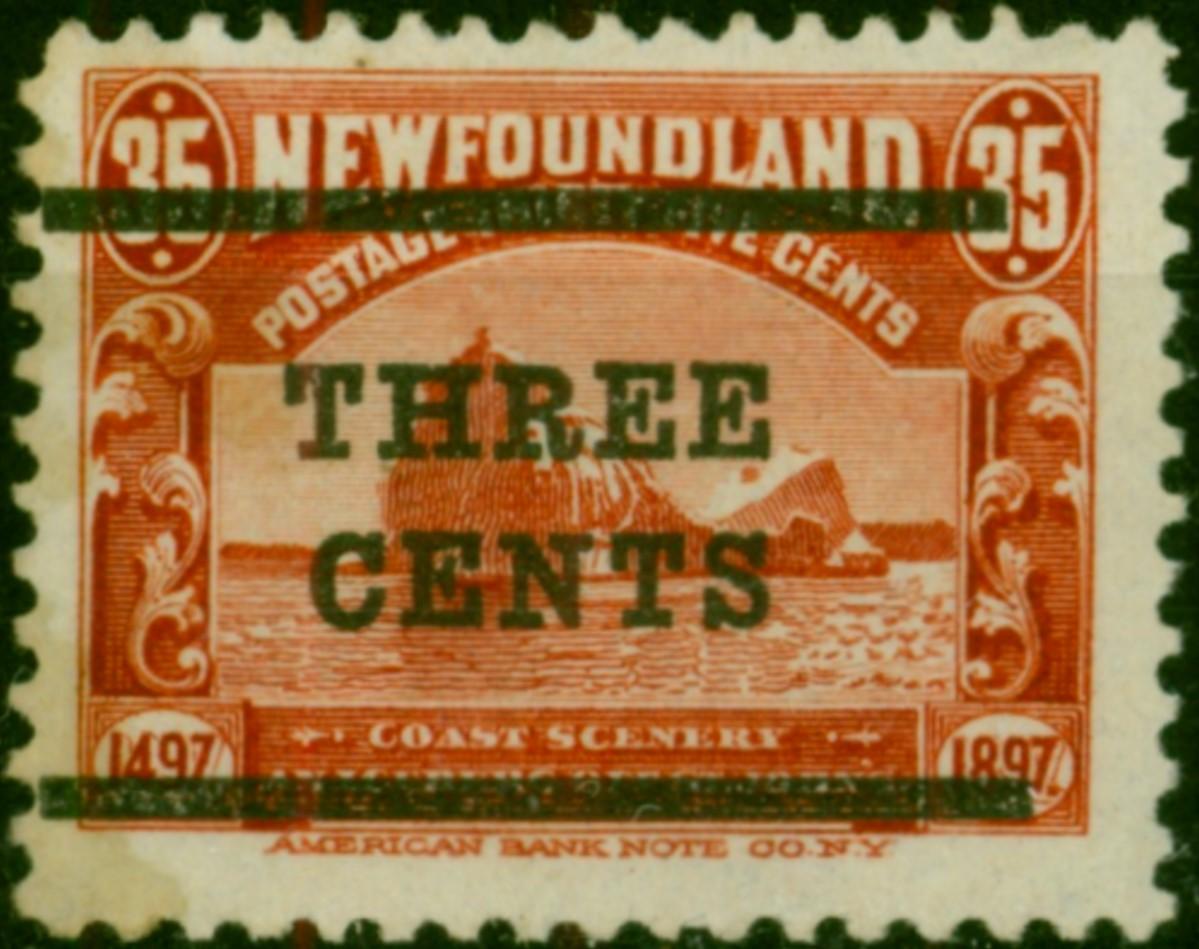 35 NEWFOUNDLAND 35
POSTAGE CENTS
THREE
CENTS
COAST SCENERY
1497 1897
AMERICAN BANK NOTE CO. N.Y.